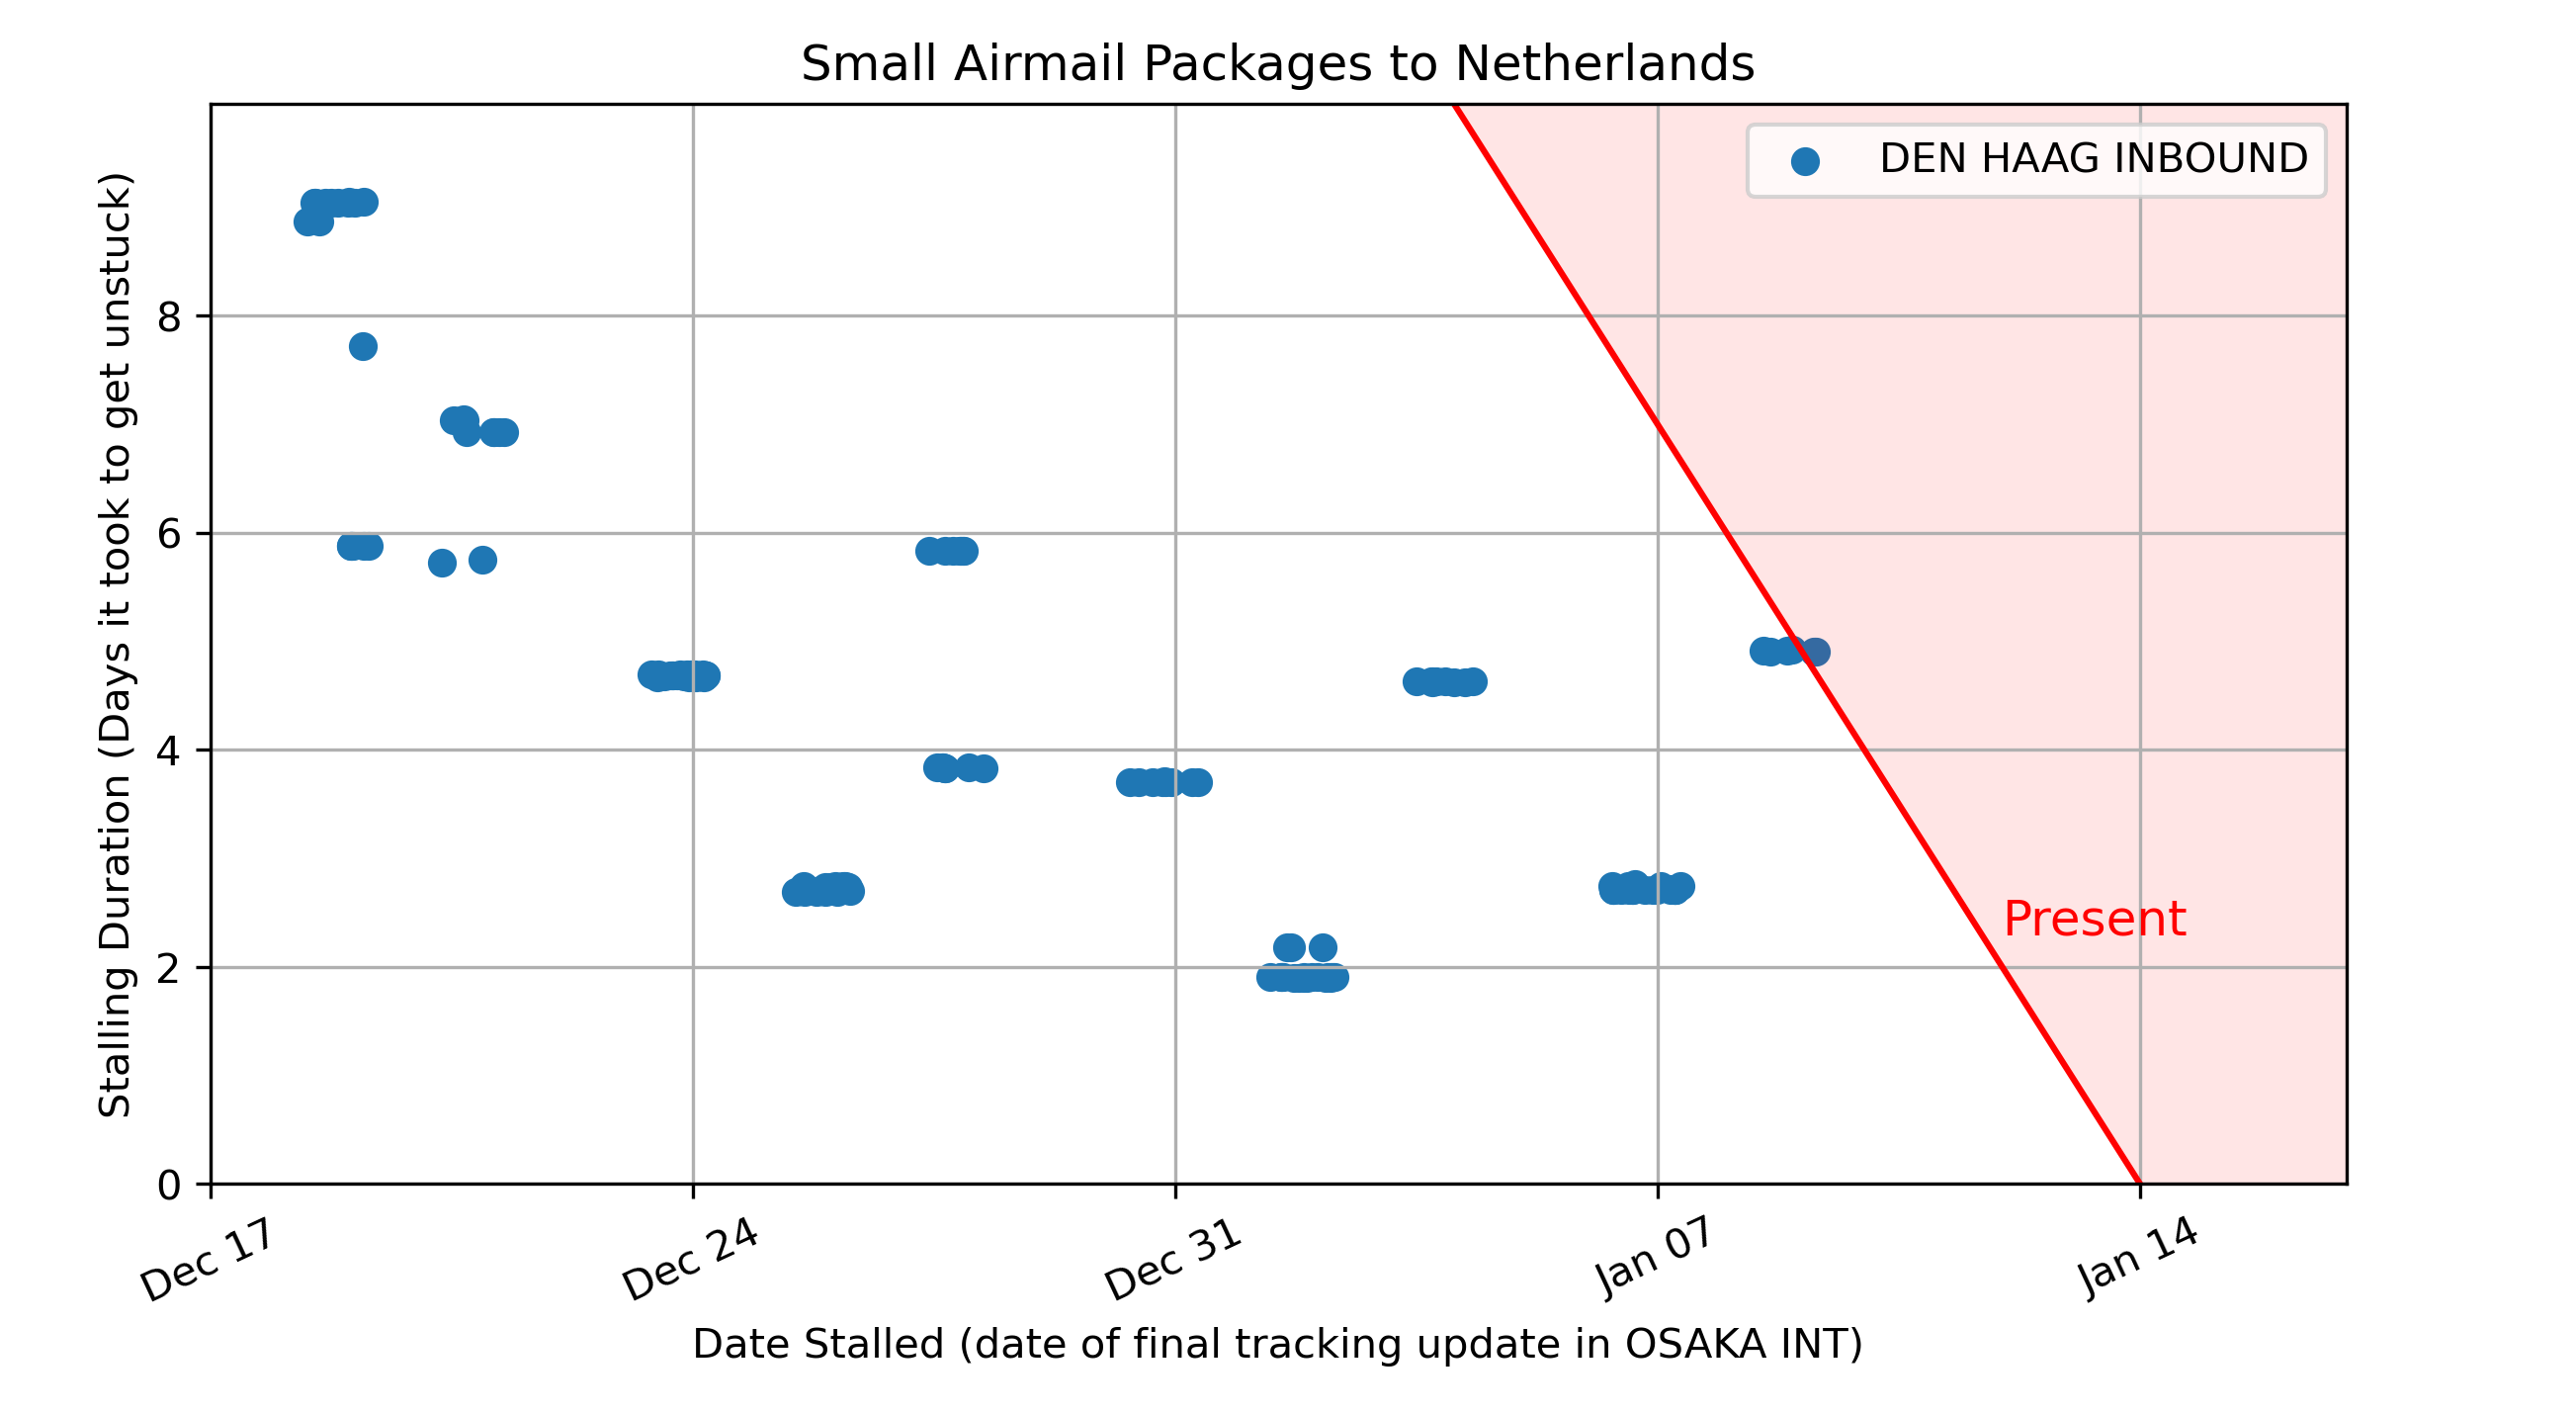 Small Airmail Packages to Netherlands
DEN HAAG INBOUND
Stalling Duration (Days it took to get unstuck)
8
6
4
2
0
Present
Dec 17
Dec 24
Dec 31
Jan 07
Jan 14
Date Stalled (date of final tracking update in OSAKA INT)